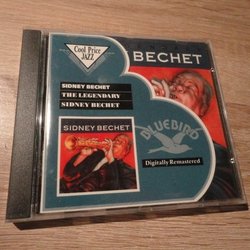 Cool Price
JAZZ
BECHET
SIDNEY BECHET
THE LEGENDARY
SIDNEY BECHET
SIDNEY BECHET
BLUEBIRD
Digitally Remastered